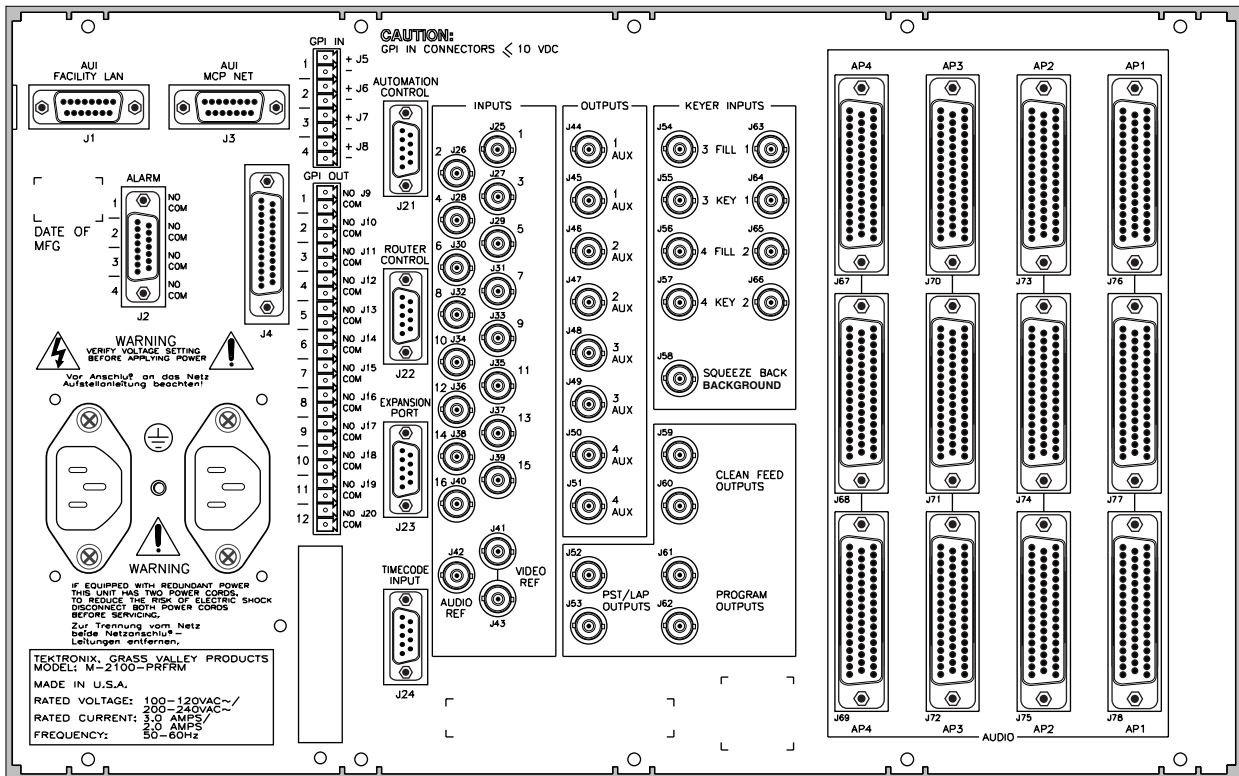 CAUTION:
GPI IN CONNECTORS ≤ 10 VDC
AUI
FACILITY LAN
J1
AUI
MCP NET
J3
DATE OF
MFG
ALARM
1 NO
COM
2 NO
COM
3 NO
COM
4 NO
COM
J2
J4
WARNING
VERIFY VOLTAGE SETTING
BEFORE APPLYING POWER
Vor Anschluß an das Netz
Aufstellanleitung beachten!
WARNING
IF EQUIPPED WITH REDUNDANT POWER
THIS UNIT HAS TWO POWER CORDS.
TO REDUCE THE RISK OF ELECTRIC SHOCK
DISCONNECT BOTH POWER CORDS
BEFORE SERVICING.
Zur Trennung vom Netz
beide Netzanschluß-
Leitungen entfernen.
TEKTRONIX, GRASS VALLEY PRODUCTS
MODEL: M-2100-PRFRM
MADE IN U.S.A.
RATED VOLTAGE: 100-120VAC~/
200-240VAC~
RATED CURRENT: 3.0 AMPS/
2.0 AMPS
FREQUENCY: 50-60Hz
GPI IN
1 + J5
-
2 + J6
-
3 + J7
-
4 + J8
-
GPI OUT
1 NO J9
COM
2 NO J10
COM
3 NO J11
COM
4 NO J12
COM
5 NO J13
COM
6 NO J14
COM
7 NO J15
COM
8 NO J16
COM
9 NO J17
COM
10 NO J18
COM
11 NO J19
COM
12 NO J20
COM
AUTOMATION
CONTROL
J21
ROUTER
CONTROL
J22
EXPANSION
PORT
J23
TIMECODE
INPUT
J24
INPUTS
J25 1
2 J26
J27 3
4 J28
J29 5
6 J30
J31 7
8 J32
J33 9
10 J34
J35 11
12 J36
J37 13
14 J38
J39 15
16 J40
J41
J42
VIDEO
REF
AUDIO
REF
J43
OUTPUTS
J44 1
AUX
J45 1
AUX
J46 2
AUX
J47 2
AUX
J48 3
AUX
J49 3
AUX
J50 4
AUX
J51 4
AUX
J52
J53
PST/LAP
OUTPUTS
KEYER INPUTS
J54 3 FILL 1 J63
J55 3 KEY 1 J64
J56 4 FILL 2 J65
J57 4 KEY 2 J66
J58
SQUEEZE BACK
BACKGROUND
J59
J60
CLEAN FEED
OUTPUTS
J61
J62
PROGRAM
OUTPUTS
AP4 AP3 AP2 AP1
J67 J70 J73 J76
J68 J71 J74 J77
J69 J72 J75 J78
AP4 AP3 AP2 AP1
AUDIO